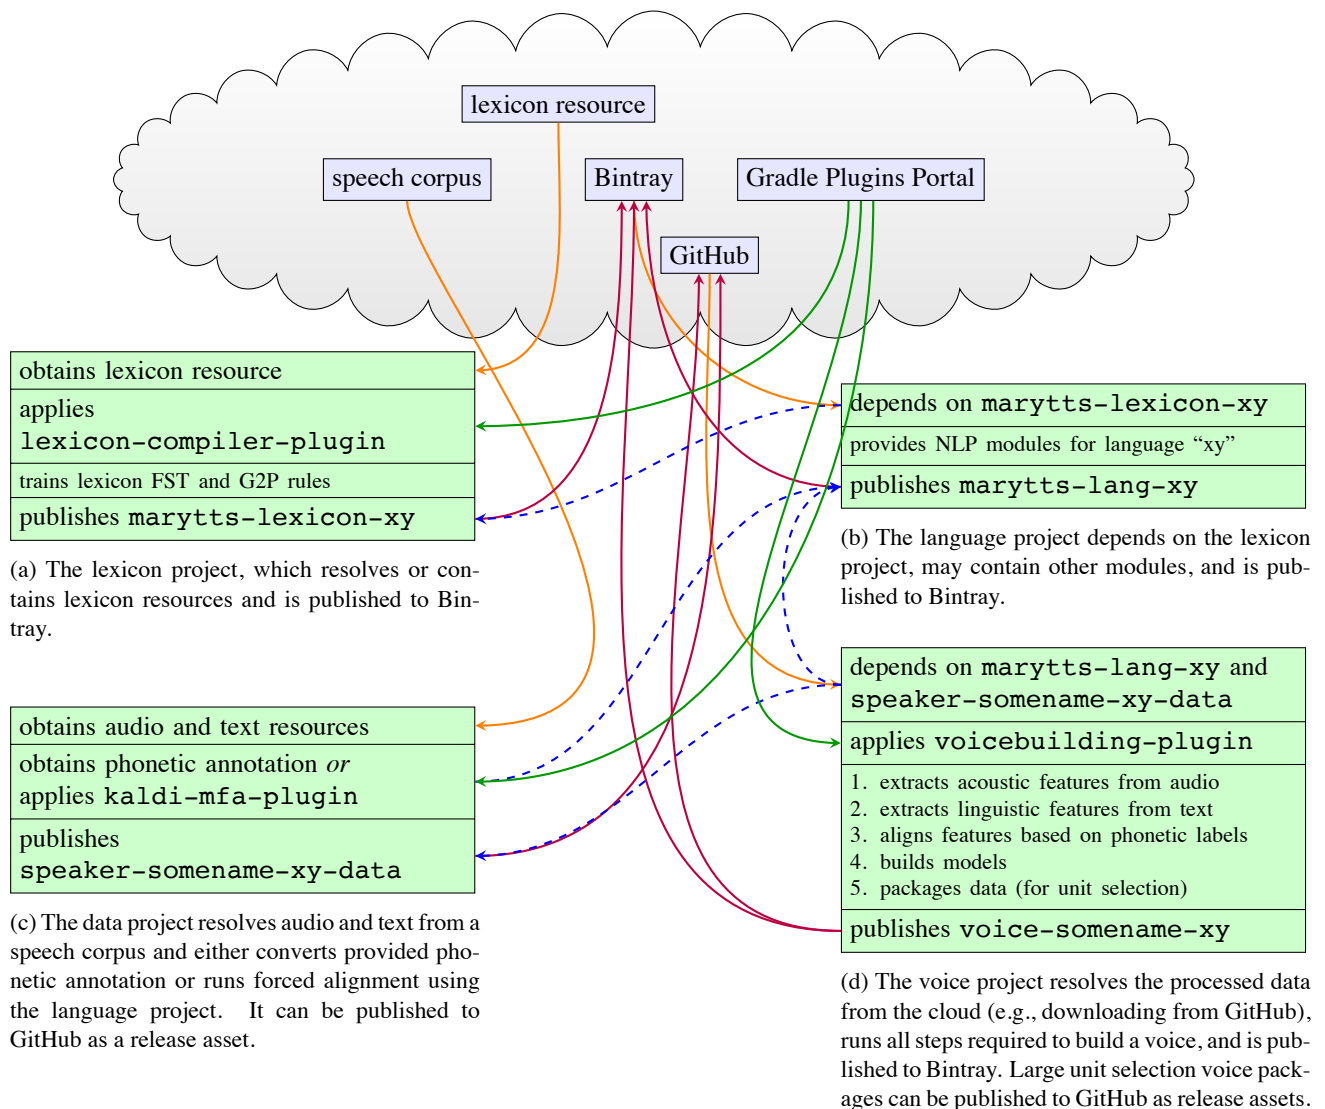 lexicon resource
speech corpus
Bintray
Gradle Plugins Portal
GitHub
obtains lexicon resource
applies
lexicon-compiler-plugin
trains lexicon FST and G2P rules
publishes marytts-lexicon-xy
(a) The lexicon project, which resolves or con-
tains lexicon resources and is published to Bin-
tray.
depends on marytts-lexicon-xy
provides NLP modules for language “xy”
publishes marytts-lang-xy
(b) The language project depends on the lexicon
project, may contain other modules, and is pub-
lished to Bintray.
obtains audio and text resources
obtains phonetic annotation or
applies kaldi-mfa-plugin
publishes
speaker-somename-xy-data
(c) The data project resolves audio and text from a
speech corpus and either converts provided pho-
netic annotation or runs forced alignment using
the language project. It can be published to
GitHub as a release asset.
depends on marytts-lang-xy and
speaker-somename-xy-data
applies voicebuilding-plugin
1. extracts acoustic features from audio
2. extracts linguistic features from text
3. aligns features based on phonetic labels
4. builds models
5. packages data (for unit selection)
publishes voice-somename-xy
(d) The voice project resolves the processed data
from the cloud (e.g., downloading from GitHub),
runs all steps required to build a voice, and is pub-
lished to Bintray. Large unit selection voice pack-
ages can be published to GitHub as release assets.